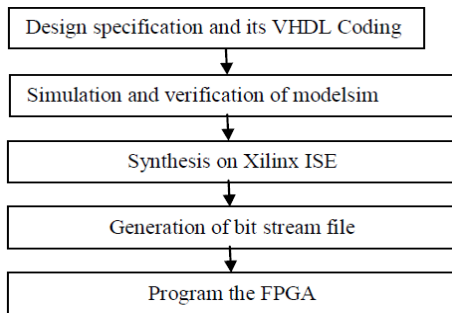 Design specification and its VHDL Coding
Simulation and verification of modelsim
Synthesis on Xilinx ISE
Generation of bit stream file
Program the FPGA